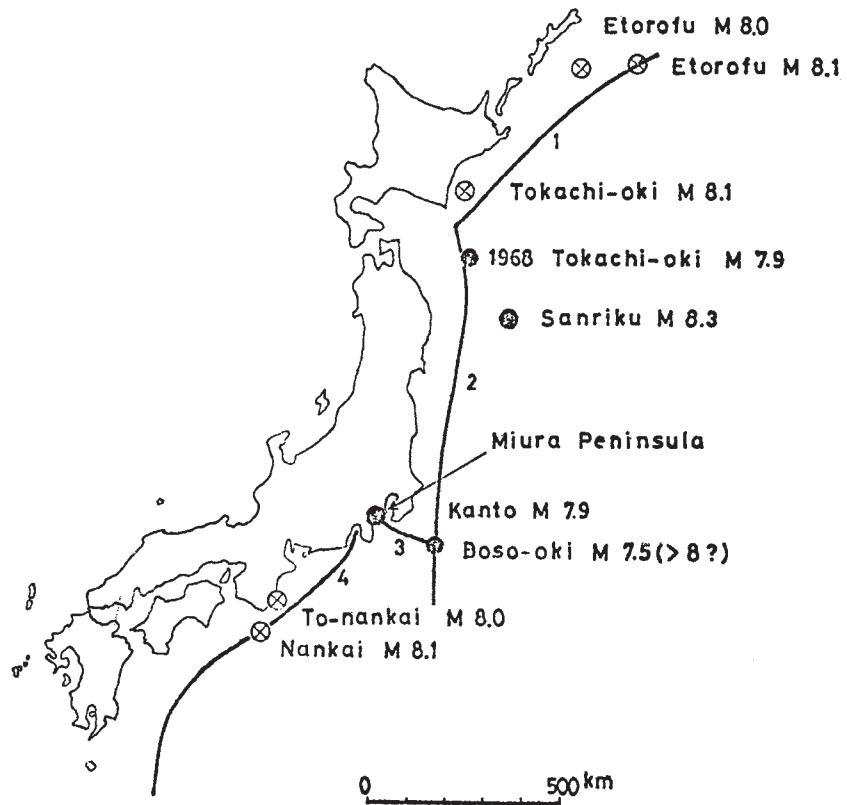 Etorofu M 8.0
Etorofu M 8.1
1
Tokachi-oki M 8.1
1968 Tokachi-oki M 7.9
Sanriku M 8.3
2
Miura Peninsula
Kanto M 7.9
3
Boso-oki M 7.5 (>8?)
4
To-nankai M 8.0
Nankai M 8.1
0 500 km